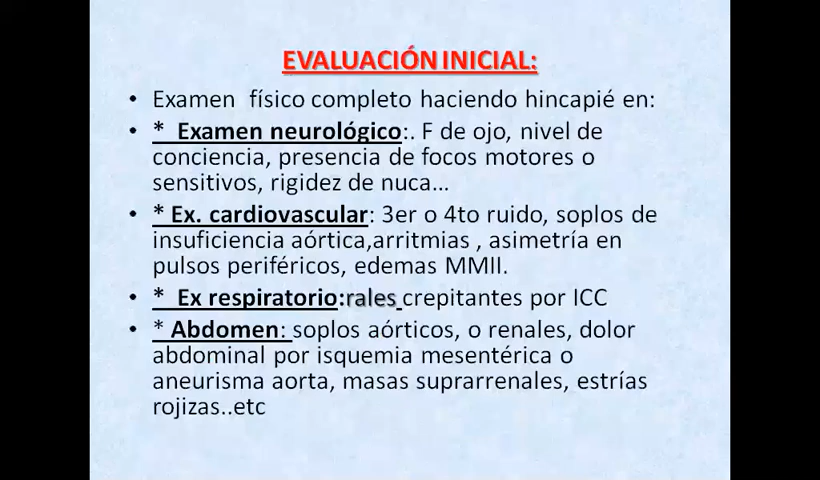 EVALUACIÓN INICIAL:
• Examen físico completo haciendo hincapié en:
• * Examen neurológico:. F de ojo, nivel de
conciencia, presencia de focos motores o
sensitivos, rigidez de nuca...
• * Ex. cardiovascular: 3er o 4to ruido, soplos de
insuficiencia aórtica,arritmias , asimetría en
pulsos periféricos, edemas MMII.
• * Ex respiratorio:rales crepitantes por ICC
• * Abdomen: soplos aórticos, o renales, dolor
abdominal por isquemia mesentérica o
aneurisma aorta, masas suprarrenales, estrías
rojizas..etc